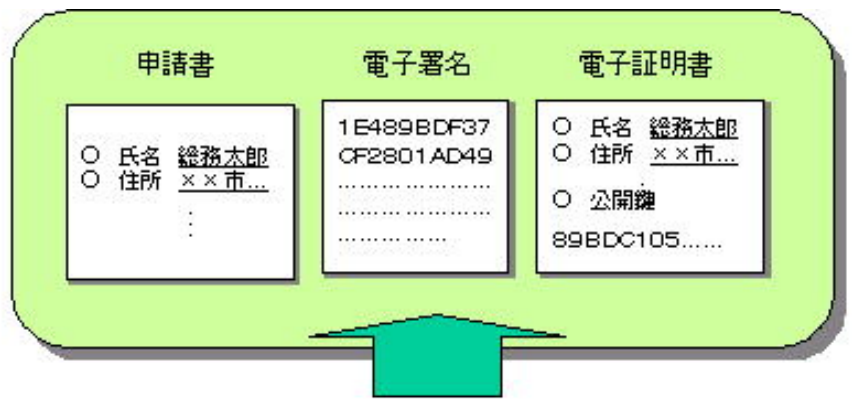 申請書
○ 氏名 総務太郎
○ 住所 ××市...
電子署名
1E489BDF37
CF2801AD49
.....................
.....................
...............
電子証明書
○ 氏名 総務太郎
○ 住所 ××市...
○ 公開鍵
89BDC105......